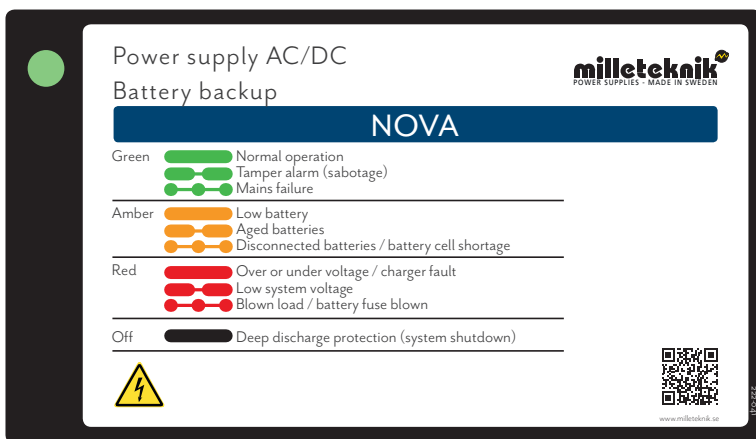 Power supply AC/DC
Battery backup
milleteknik
POWER SUPPLIES - MADE IN SWEDEN
NOVA
Green
Normal operation
Tamper alarm (sabotage)
Mains failure
Amber
Low battery
Aged batteries
Disconnected batteries / battery cell shortage
Red
Over or under voltage / charger fault
Low system voltage
Blown load / battery fuse blown
Off
Deep discharge protection (system shutdown)
www.milleteknik.se